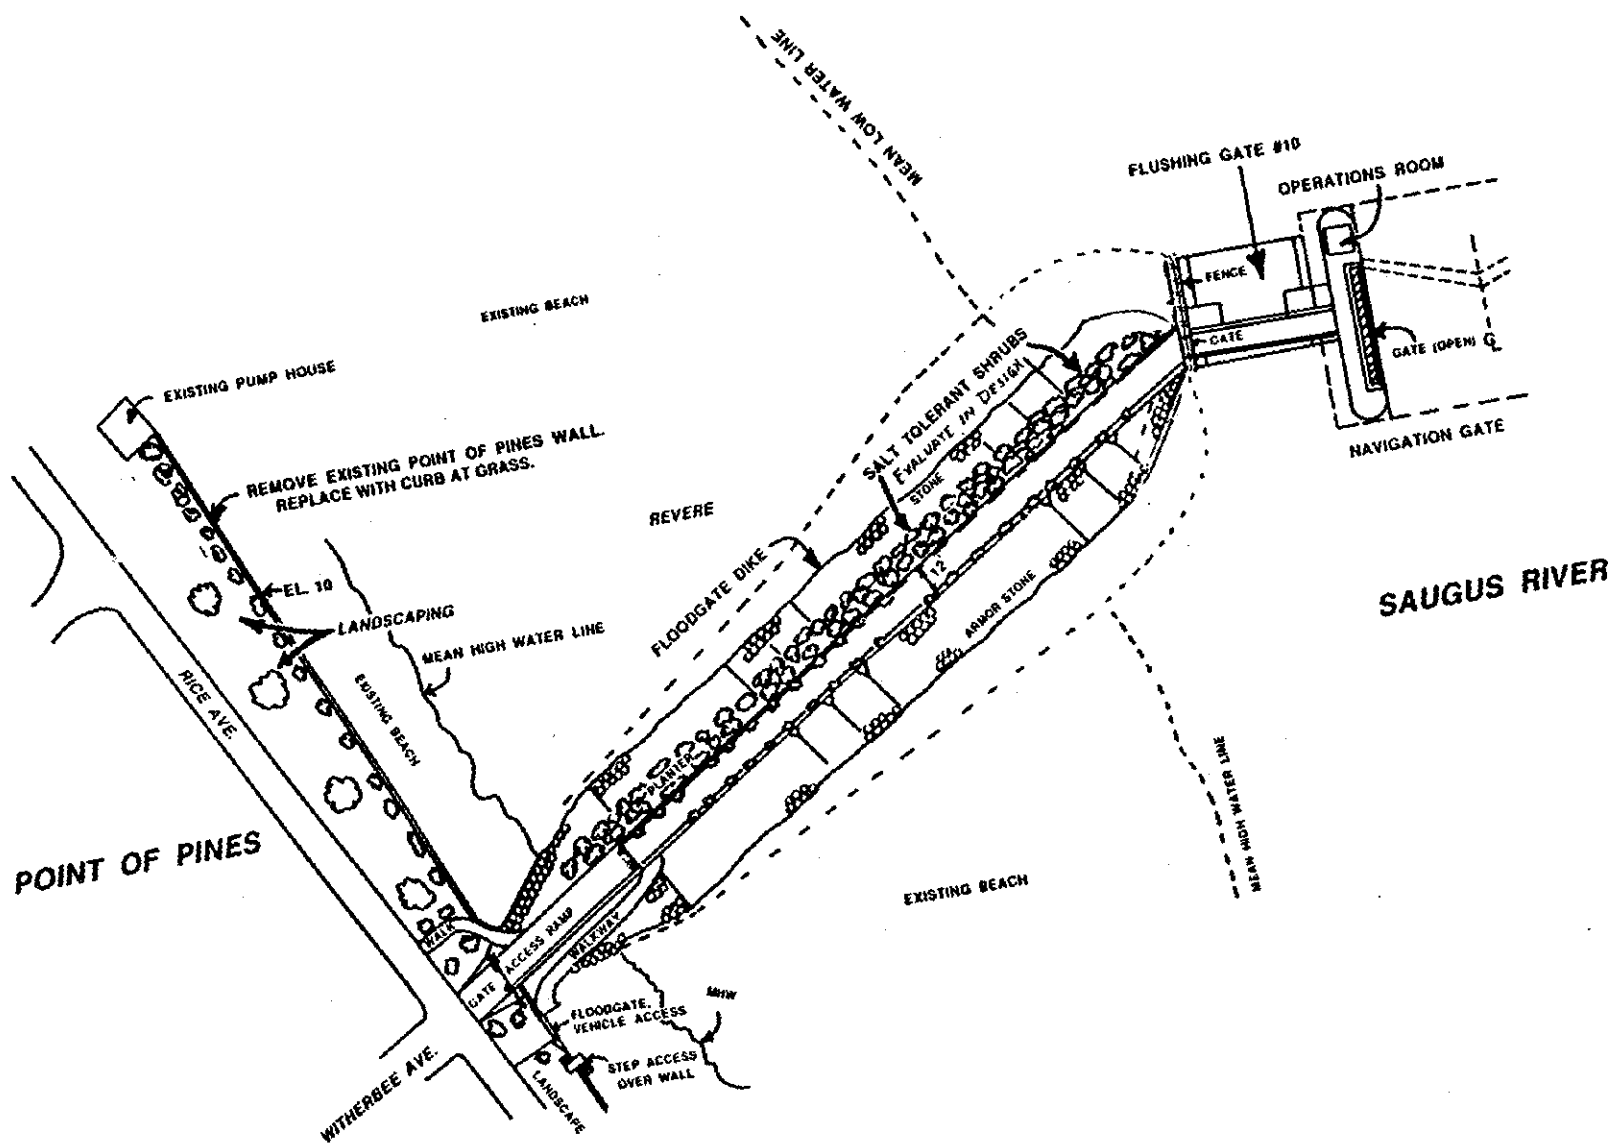 MEAN LOW WATER LINE
FLUSHING GATE #10
OPERATIONS ROOM
FENCE
GATE
GATE (OPEN) ℄
NAVIGATION GATE
EXISTING BEACH
EXISTING PUMP HOUSE
SALT TOLERANT SHRUBS
EVALUATE IN DESIGN
STONE
REMOVE EXISTING POINT OF PINES WALL.
REPLACE WITH CURB AT GRASS.
REVERE
FLOODGATE DIKE
12'
ARMOR STONE
SAUGUS RIVER
EL. 10
LANDSCAPING
MEAN HIGH WATER LINE
RICE AVE.
EXISTING BEACH
PLANTER
MEAN HIGH WATER LINE
POINT OF PINES
EXISTING BEACH
WALK
ACCESS RAMP
WALKWAY
GATE
FLOODGATE,
VEHICLE ACCESS
MHW
STEP ACCESS
OVER WALL
LANDSCAPE
WITHERBEE AVE.